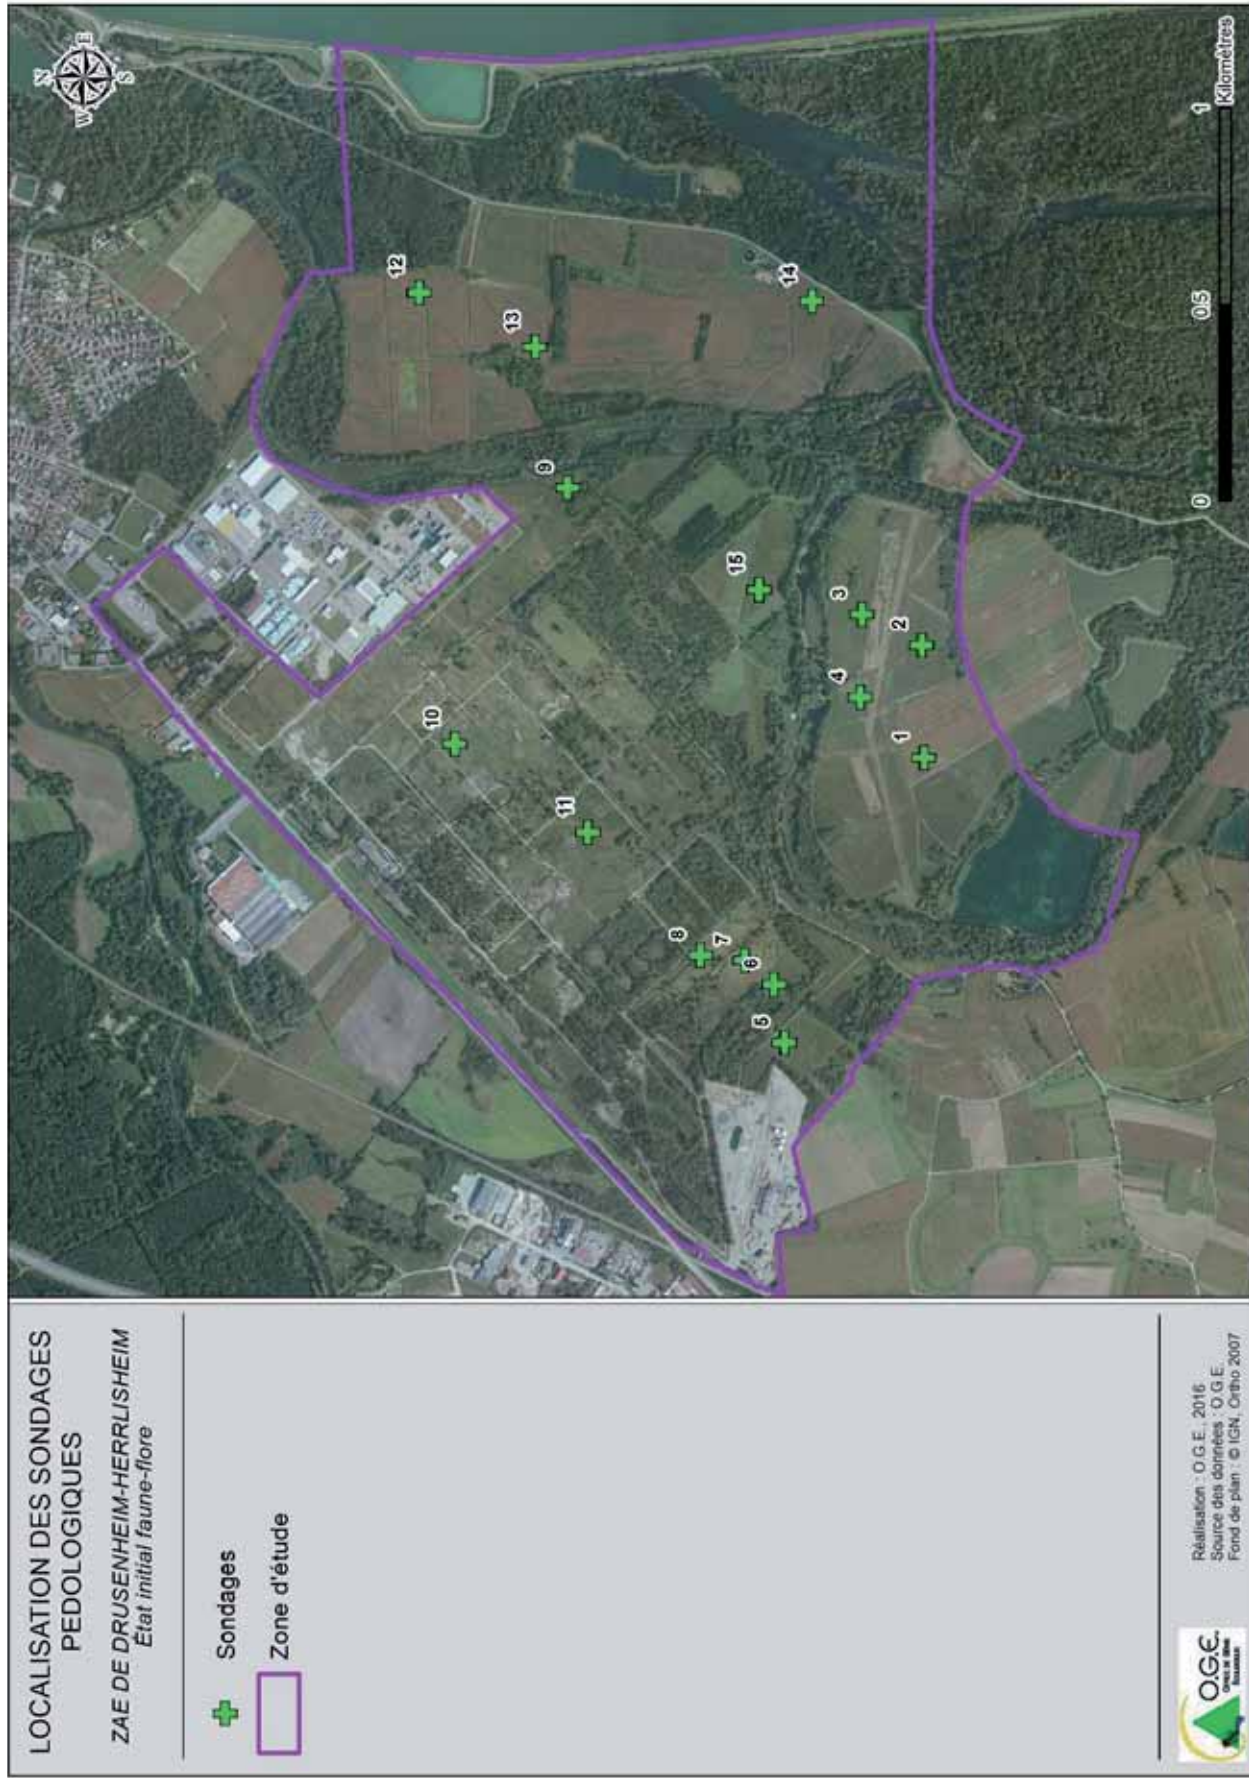 LOCALISATION DES SONDAGES
PEDOLOGIQUES
ZAE DE DRUSENHEIM-HERRLISHEIM
État initial faune-flore
Sondages
Zone d'étude
Réalisation : O.G.E., 2016
Source des données : O.G.E.
Fond de plan : © IGN, Ortho 2007
O.G.E.
N
E
S
W
12
13
14
9
15
3
2
4
1
10
11
8
7
6
5
0
0.5
1
Kilomètres